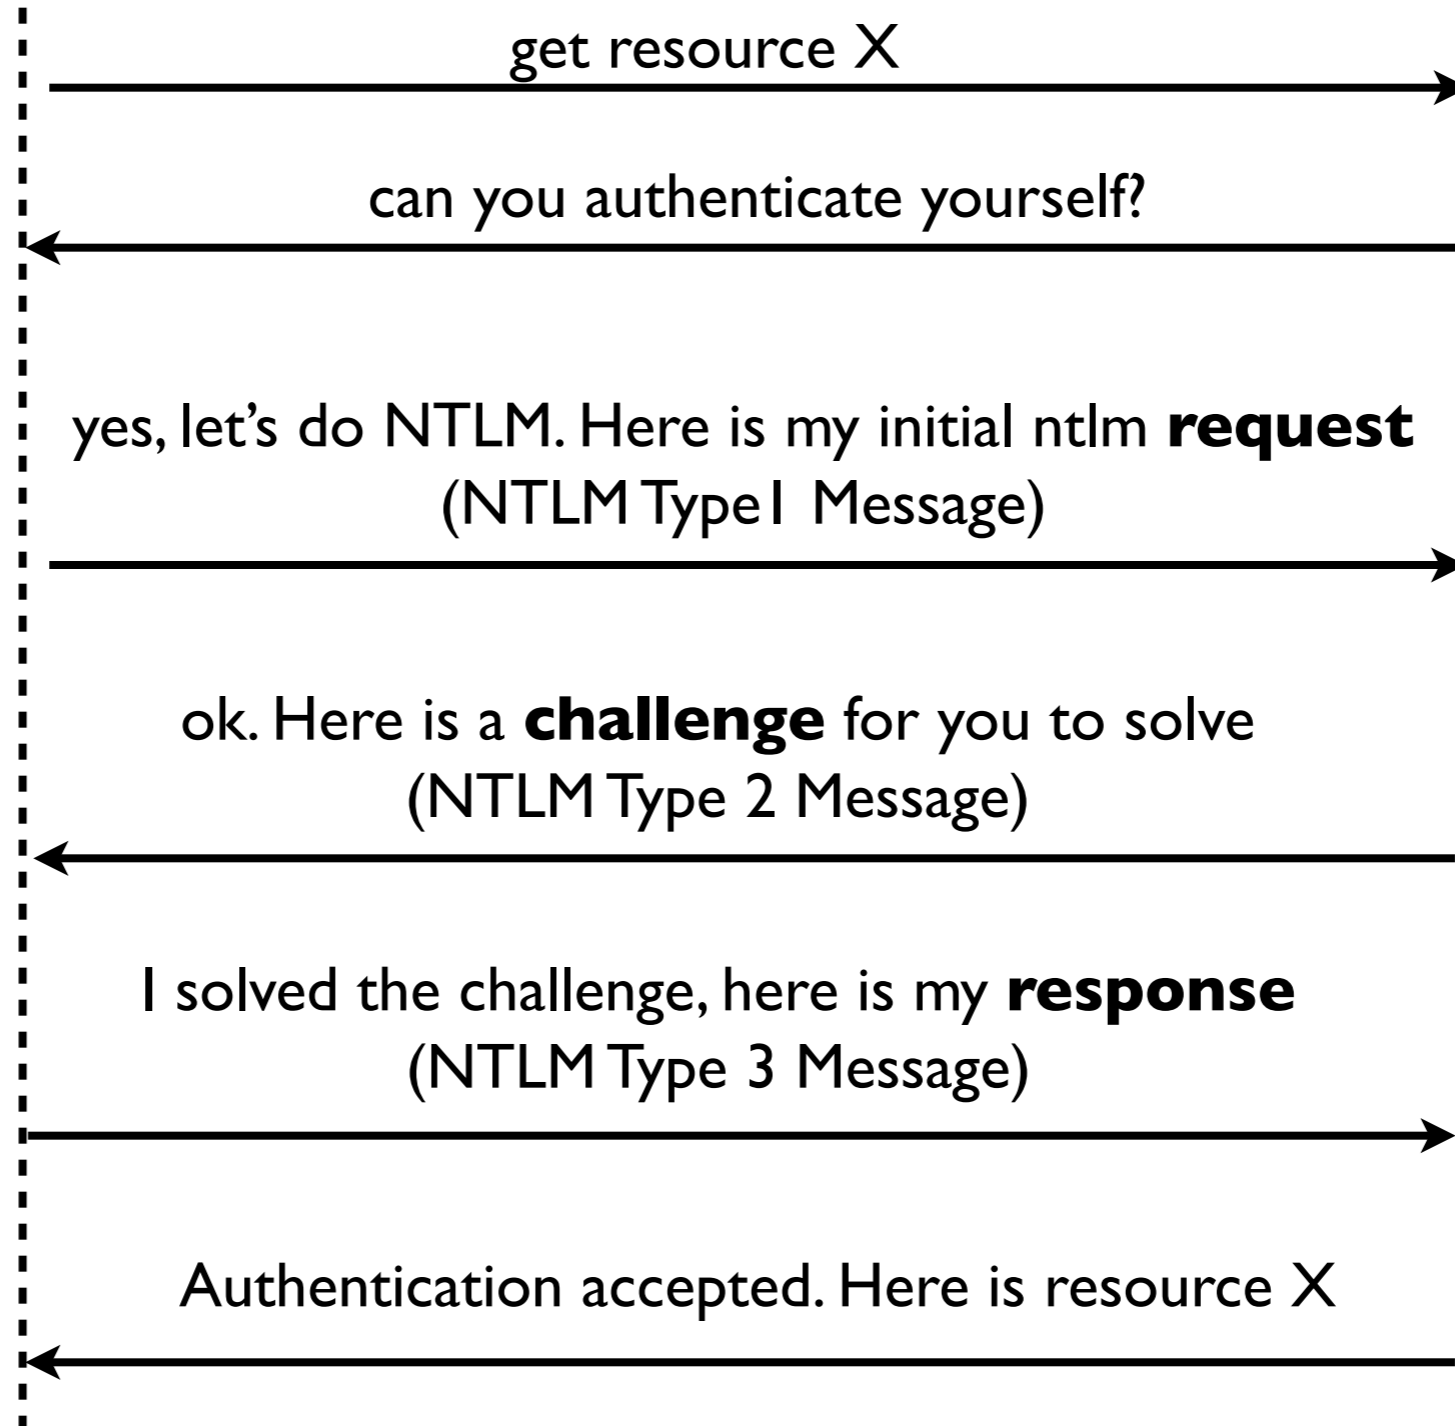 get resource X
can you authenticate yourself?
yes, let’s do NTLM. Here is my initial ntlm request
(NTLM Type1 Message)
ok. Here is a challenge for you to solve
(NTLM Type 2 Message)
I solved the challenge, here is my response
(NTLM Type 3 Message)
Authentication accepted. Here is resource X